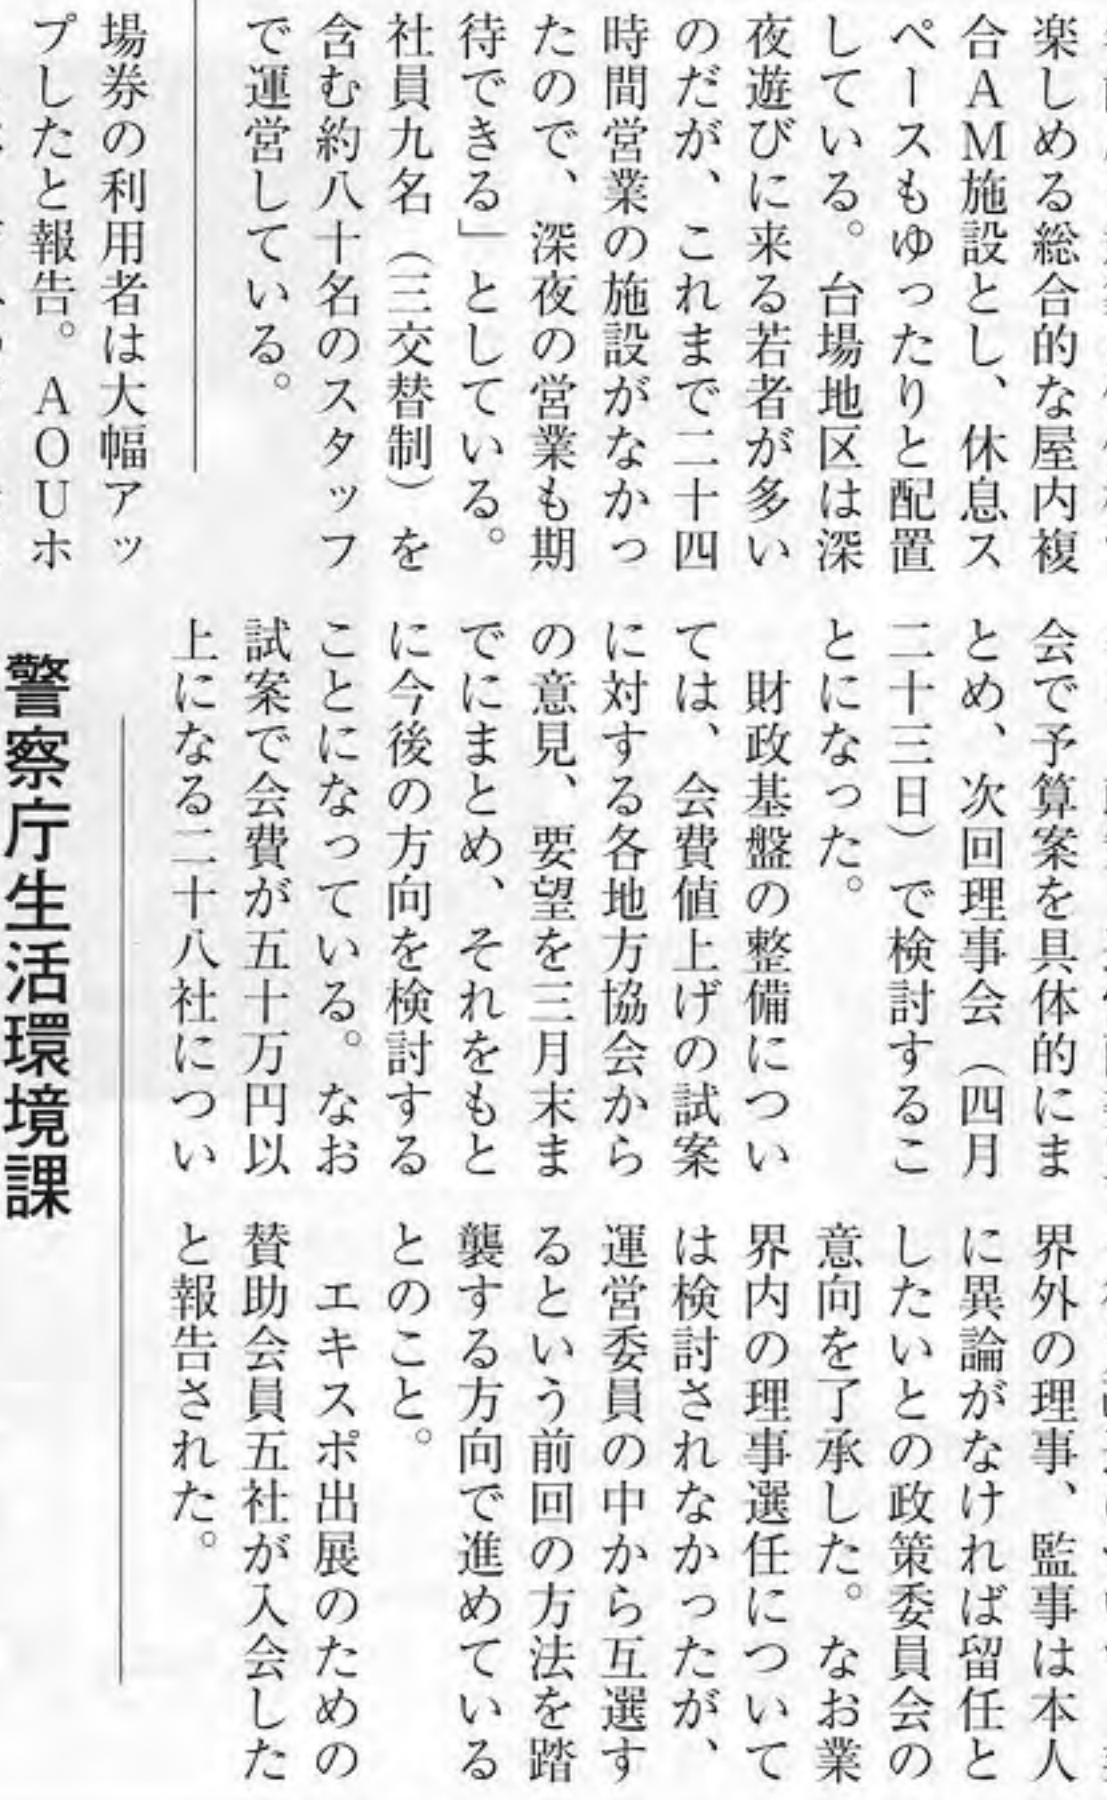 楽しめる総合的な屋内複
合AM施設とし、休息ス
ペースもゆったりと配置
している。台場地区は深
夜遊びに来る若者が多い
のだが、これまで二十四
時間営業の施設がなかっ
たので、深夜の営業も期
待できる」としている。
社員九名（三交替制）を
含む約八十名のスタッフ
で運営している。
場券の利用者は大幅アッ
プしたと報告。AOUホ
会で予算案を具体的にま
とめ、次回理事会（四月
二十三日）で検討するこ
とになった。
財政基盤の整備につい
ては、会費値上げの試案
に対する各地方協会から
の意見、要望を三月末ま
でにまとめ、それをもと
に今後の方向を検討する
ことになっている。なお
試案で会費が五十万円以
上になる二十八社につい
界外の理事、監事は本人
に異論がなければ留任と
したいとの政策委員会の
意向を了承した。なお業
界内の理事選任について
は検討されなかったが、
運営委員の中から互選す
るという前回の方法を踏
襲する方向で進めている
とのこと。
エキスポ出展のための
賛助会員五社が入会した
と報告された。
警察庁生活環境課